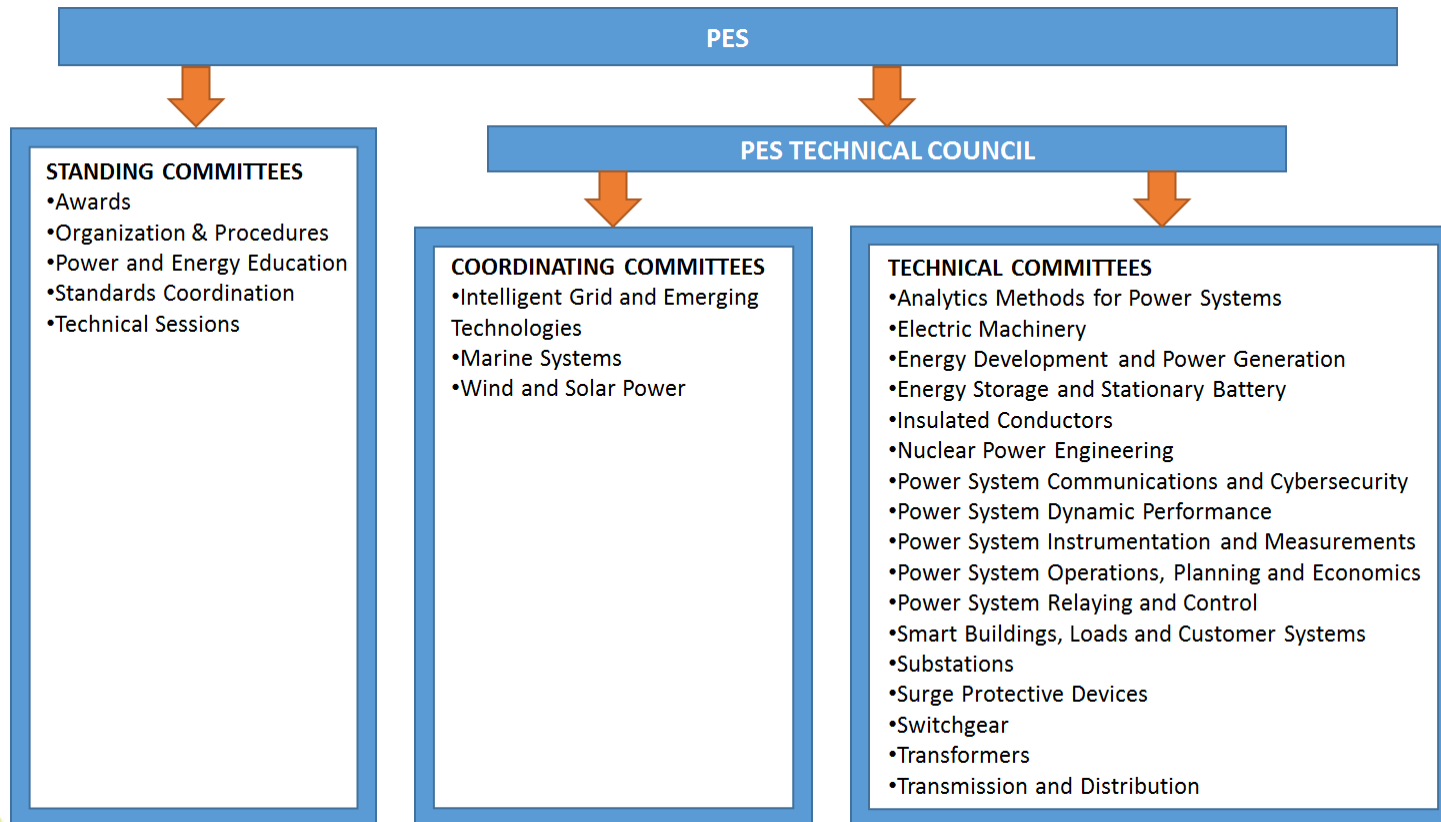 PES
PES TECHNICAL COUNCIL
STANDING COMMITTEES
•Awards
•Organization & Procedures
•Power and Energy Education
•Standards Coordination
•Technical Sessions
COORDINATING COMMITTEES
•Intelligent Grid and Emerging
Technologies
•Marine Systems
•Wind and Solar Power
TECHNICAL COMMITTEES
•Analytics Methods for Power Systems
•Electric Machinery
•Energy Development and Power Generation
•Energy Storage and Stationary Battery
•Insulated Conductors
•Nuclear Power Engineering
•Power System Communications and Cybersecurity
•Power System Dynamic Performance
•Power System Instrumentation and Measurements
•Power System Operations, Planning and Economics
•Power System Relaying and Control
•Smart Buildings, Loads and Customer Systems
•Substations
•Surge Protective Devices
•Switchgear
•Transformers
•Transmission and Distribution